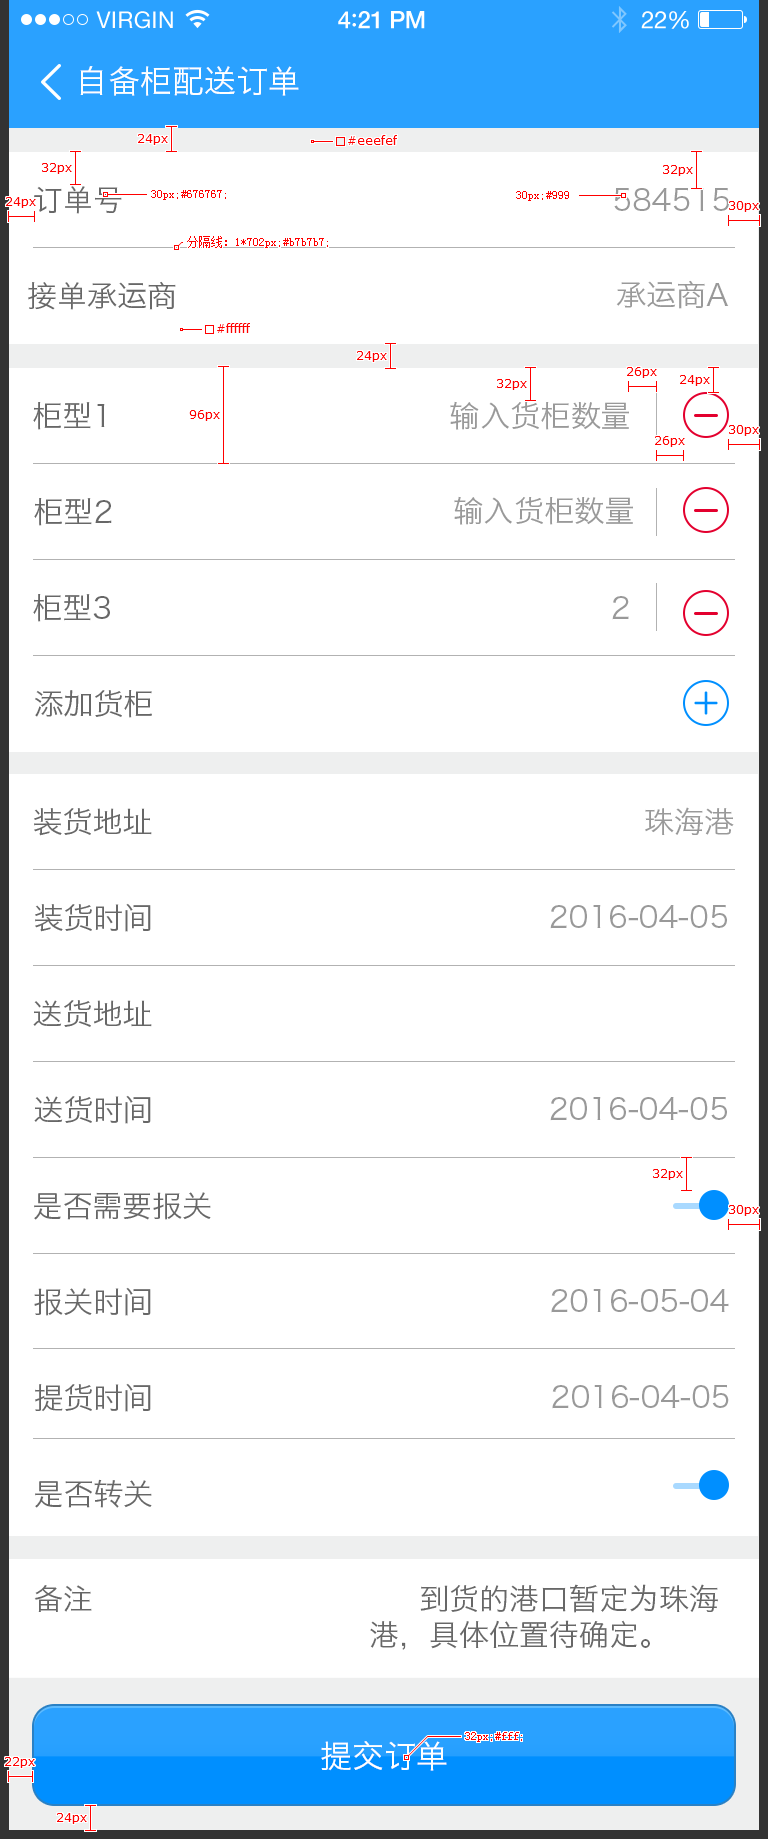 VIRGIN 4:21 PM 22%
自备柜配送订单
24px #eeefef
32px 32px
订单号 30px;#676767; 30px;#999 584515
24px 30px
分隔线：1*702px;#b7b7b7;
接单承运商 承运商A
#ffffff
24px
26px 24px
32px
柜型1 96px 输入货柜数量
30px
26px
柜型2 输入货柜数量
柜型3 2
添加货柜
装货地址 珠海港
装货时间 2016-04-05
送货地址
送货时间 2016-04-05
32px
是否需要报关 30px
报关时间 2016-05-04
提货时间 2016-04-05
是否转关
备注 到货的港口暂定为珠海
港，具体位置待确定。
32px;#fff;
提交订单
22px
24px